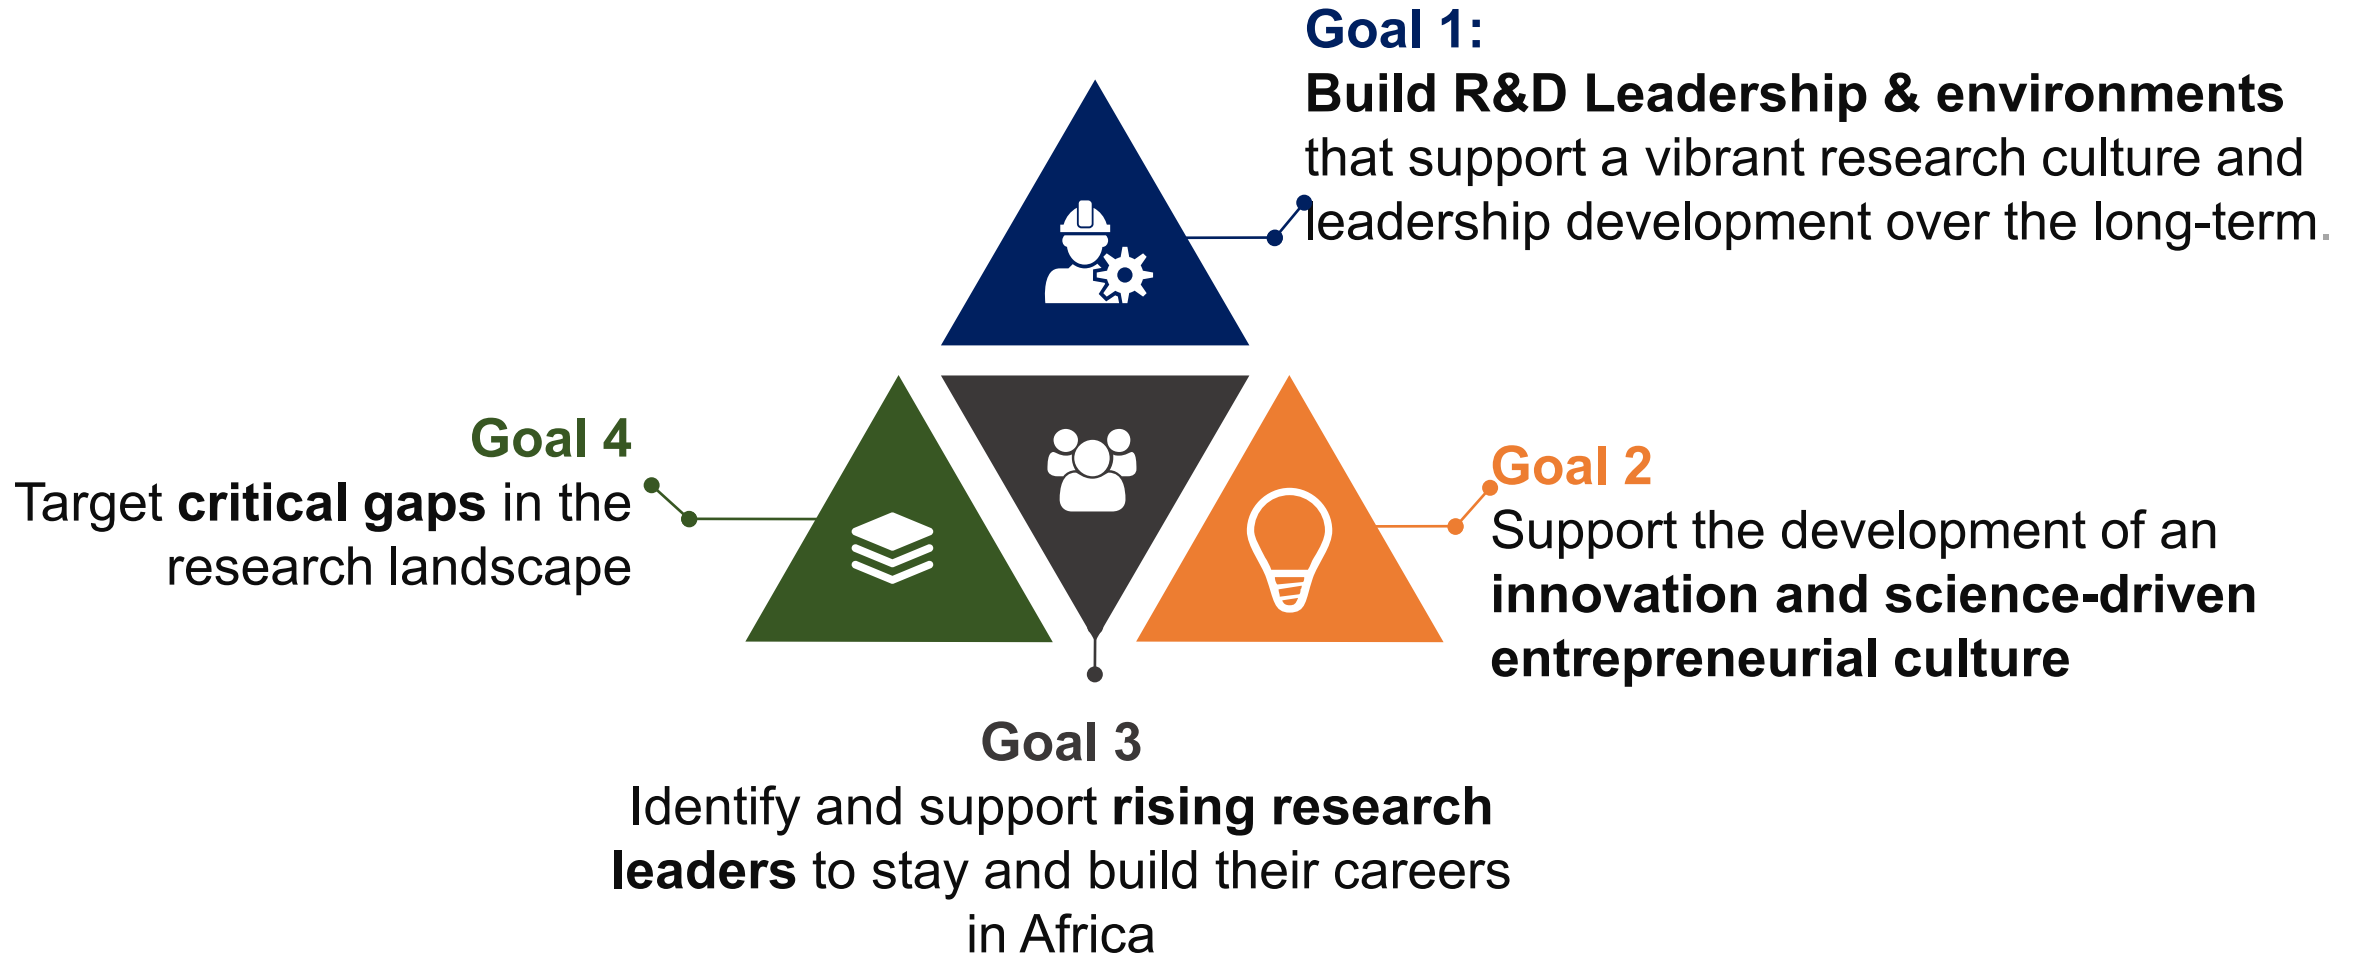 Goal 1:
Build R&D Leadership & environments
that support a vibrant research culture and
leadership development over the long-term.
Goal 4
Target critical gaps in the
research landscape
Goal 2
Support the development of an
innovation and science-driven
entrepreneurial culture
Goal 3
Identify and support rising research
leaders to stay and build their careers
in Africa